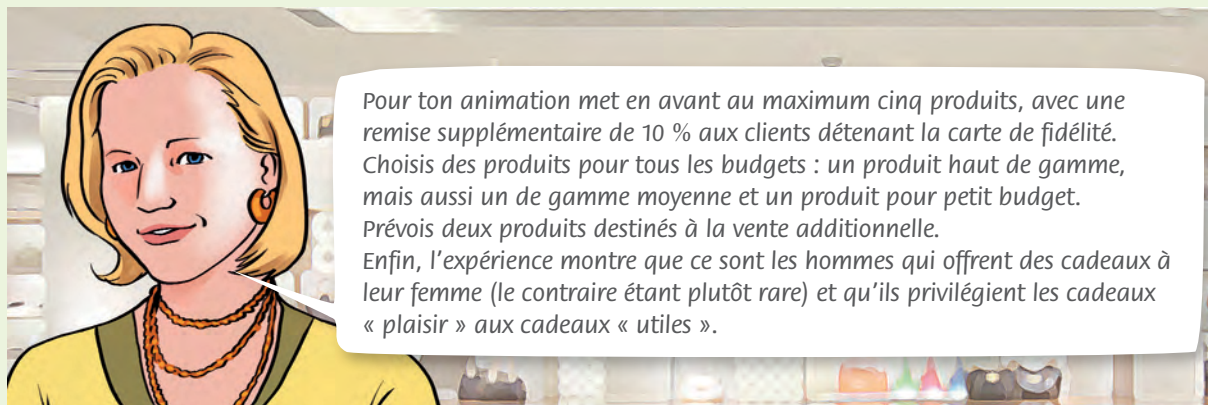 Pour ton animation met en avant au maximum cinq produits, avec une
remise supplémentaire de 10 % aux clients détenant la carte de fidélité.
Choisis des produits pour tous les budgets : un produit haut de gamme,
mais aussi un de gamme moyenne et un produit pour petit budget.
Prévois deux produits destinés à la vente additionnelle.
Enfin, l'expérience montre que ce sont les hommes qui offrent des cadeaux à
leur femme (le contraire étant plutôt rare) et qu'ils privilégient les cadeaux
« plaisir » aux cadeaux « utiles ».